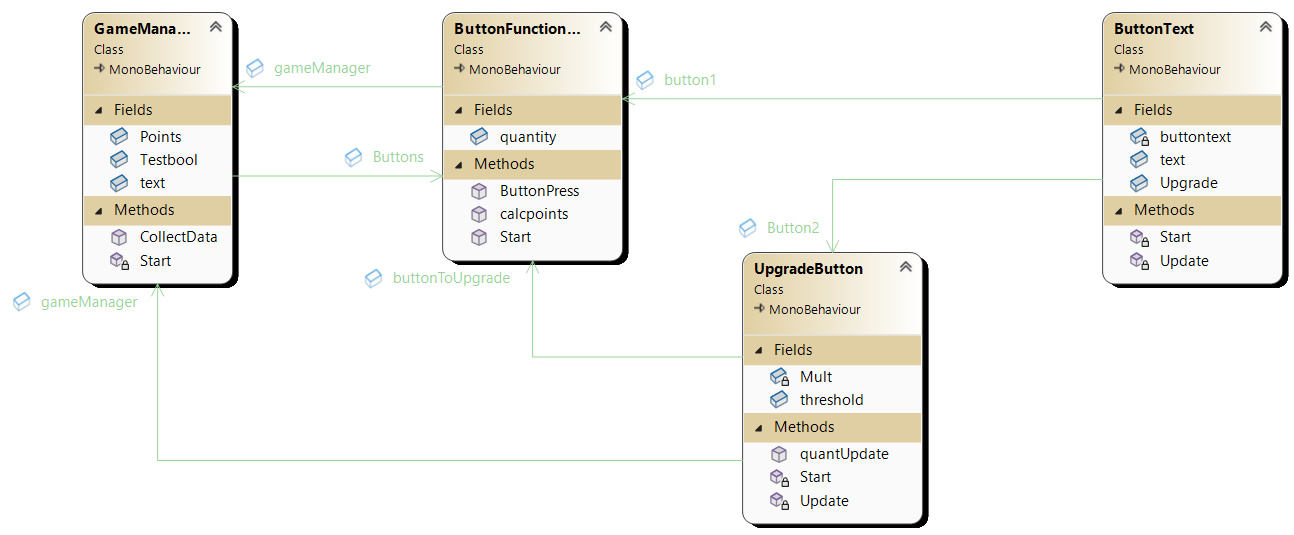 GameMana...
Class
MonoBehaviour
Fields
Points
Testbool
text
Methods
CollectData
Start
gameManager
Buttons
ButtonFunction...
Class
MonoBehaviour
Fields
quantity
Methods
ButtonPress
calcpoints
Start
button1
ButtonText
Class
MonoBehaviour
Fields
buttontext
text
Upgrade
Methods
Start
Update
Button2
buttonToUpgrade
gameManager
UpgradeButton
Class
MonoBehaviour
Fields
Mult
threshold
Methods
quantUpdate
Start
Update